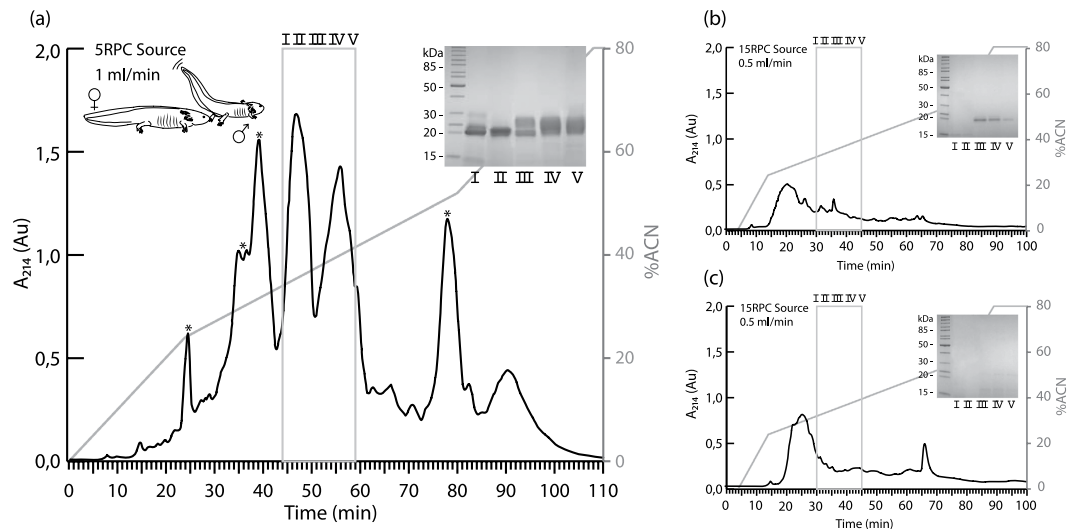 (a)
I II III IV V
5RPC Source
1 ml/min
♀
♂
*
*
*
*
A214 (Au)
2,0
1,5
1,0
0,5
0,0
0 10 20 30 40 50 60 70 80 90 100 110
Time (min)
80
60
40
20
0
%ACN
kDa
85
50
30
20
15
I II III IV V
(b)
I II III IV V
15RPC Source
0.5 ml/min
A214 (Au)
2,0
1,5
1,0
0,5
0,0
0 10 20 30 40 50 60 70 80 90 100
Time (min)
80
60
40
20
0
%ACN
kDa
85
50
30
20
15
I II III IV V
(c)
I II III IV V
15RPC Source
0.5 ml/min
A214 (Au)
2,0
1,5
1,0
0,5
0,0
0 10 20 30 40 50 60 70 80 90 100
Time (min)
80
60
40
20
0
%ACN
kDa
85
50
30
20
15
I II III IV V